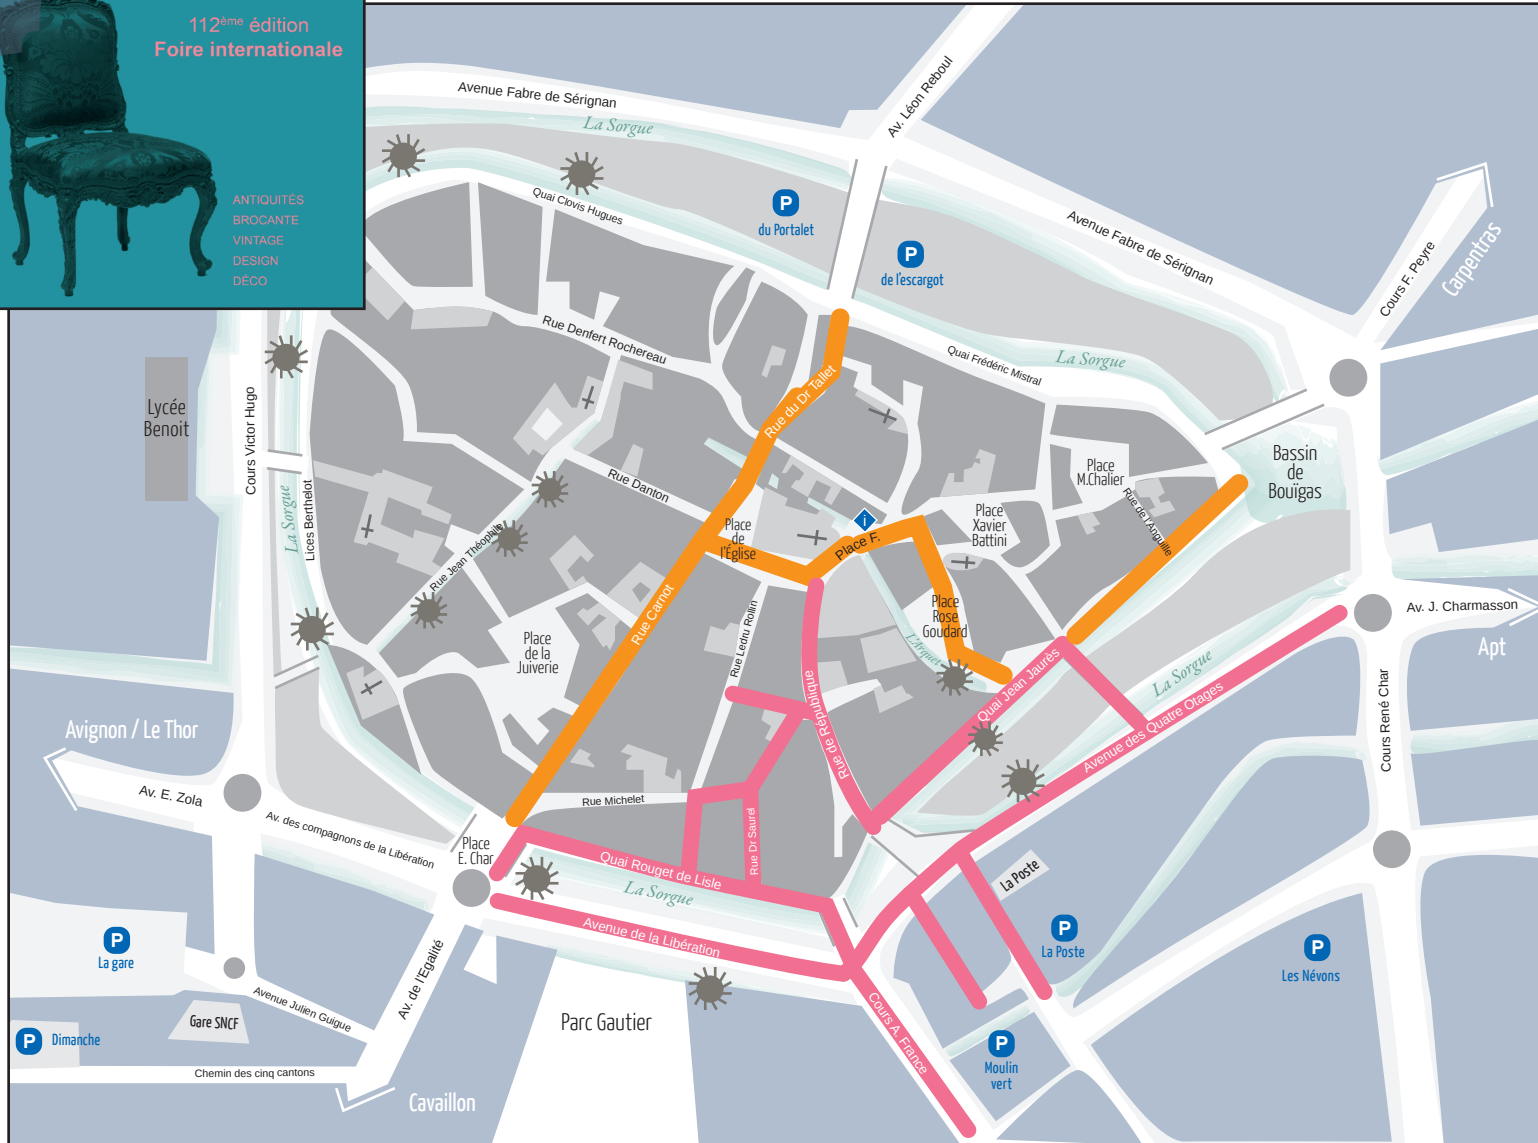 112ème édition
Foire internationale
ANTIQUITÉS
BROCANTE
VINTAGE
DESIGN
DÉCO
Avenue Fabre de Sérignan
La Sorgue
Av. Léon Reboul
Quai Clovis Hugues
P
du Portalet
P
de l'escargot
Avenue Fabre de Sérignan
Cours F. Peyre
Carpentras
Rue Denfert Rochereau
Quai Frédéric Mistral
La Sorgue
Lycée
Benoit
Cours Victor Hugo
La Sorgue
Lices Berthelot
Rue du Dr Tallet
Rue Danton
Place
M.Chalier
Rue de l'Anguille
Bassin
de
Bouïgas
Place
de
l'Église
i
Place F.
Place
Xavier
Battini
Rue Jean Théophile
Rue Carnot
Rue Ledru Rollin
Place
Rose
Goudard
L'Arquet
Place
de la
Juiverie
Av. J. Charmasson
Apt
Quai Jean Jaurès
La Sorgue
Avenue des Quatre Otages
Rue de République
Cours René Char
Avignon / Le Thor
Av. E. Zola
Av. des compagnons de la Libération
Rue Michelet
Rue Dr Saurel
Place
E. Char
Quai Rouget de Lisle
La Sorgue
Avenue de la Libération
La Poste
P
La Poste
P
Les Névons
P
La gare
Avenue Julien Guigue
Av. de l'Egalité
Gare SNCF
P
Dimanche
Parc Gautier
Cours A. France
P
Moulin
vert
Chemin des cinq cantons
Cavaillon